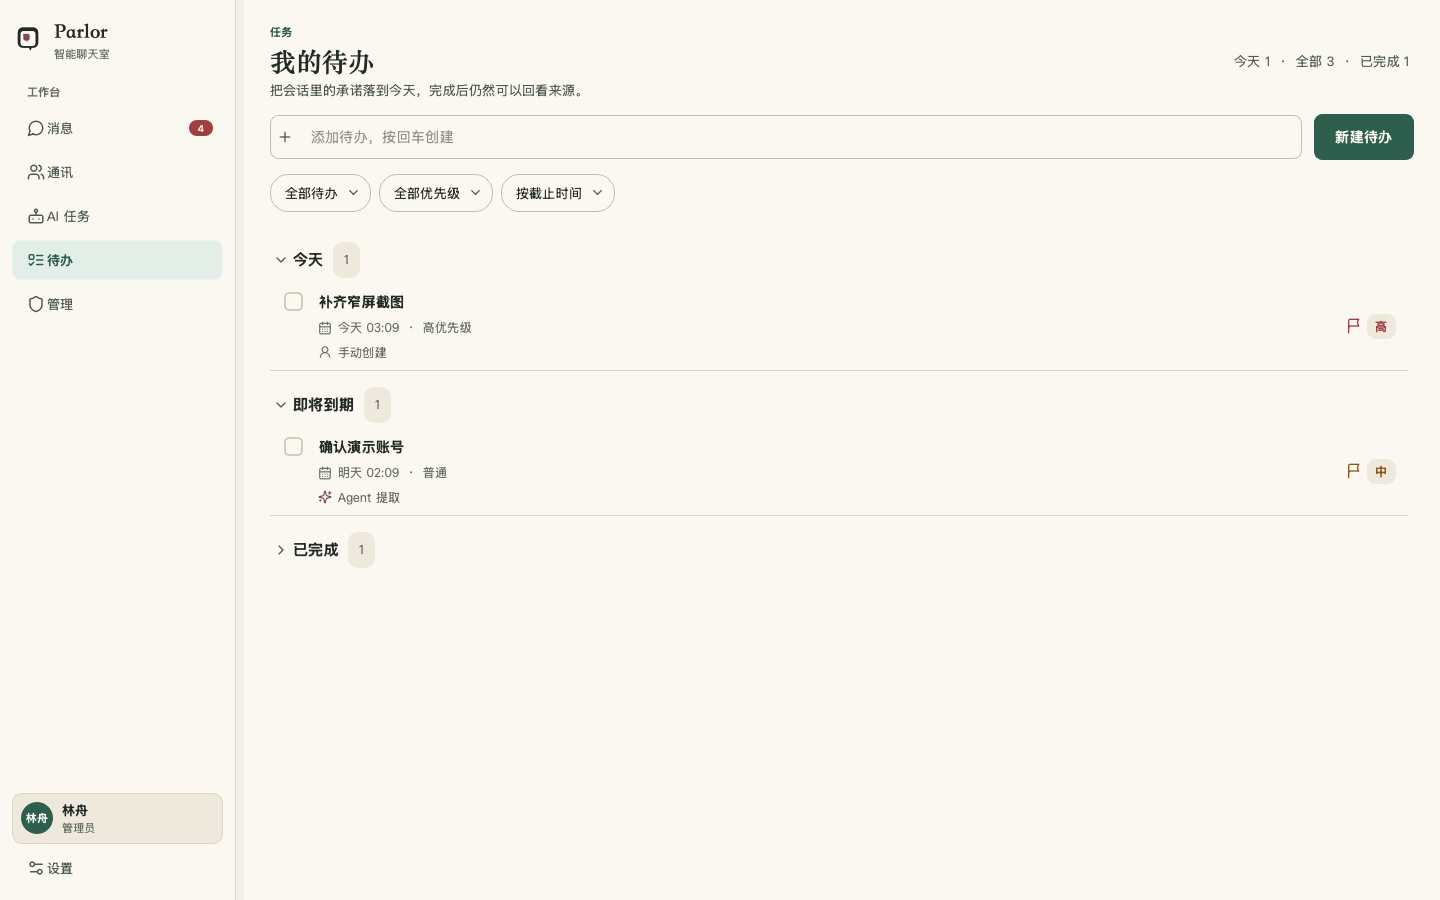 Parlor
智能聊天室
工作台
消息
4
通讯
AI 任务
待办
管理
林舟
林舟
管理员
设置
任务
我的待办
今天 1 · 全部 3 · 已完成 1
把会话里的承诺落到今天，完成后仍然可以回看来源。
添加待办，按回车创建
新建待办
全部待办
全部优先级
按截止时间
今天
1
补齐窄屏截图
今天 03:09 · 高优先级
手动创建
高
即将到期
1
确认演示账号
明天 02:09 · 普通
Agent 提取
中
已完成
1